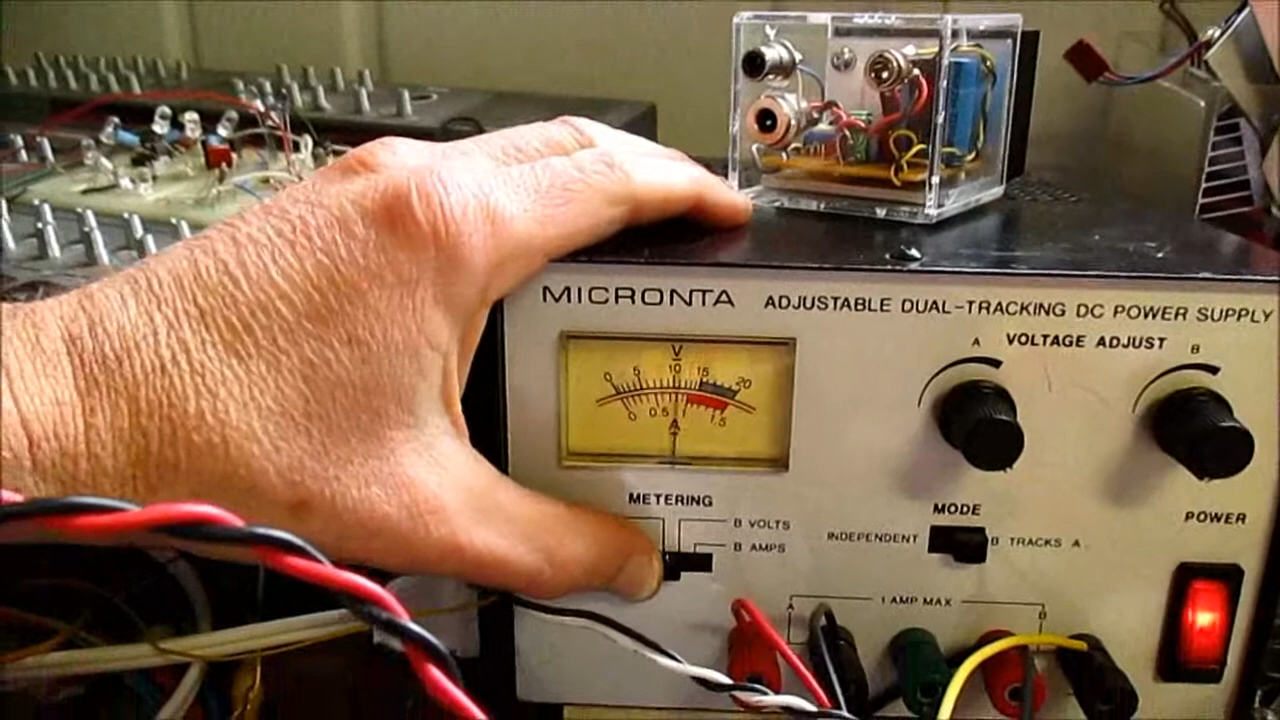 MICRONTA ADJUSTABLE DUAL-TRACKING DC POWER SUPPLY
A VOLTAGE ADJUST B
V
0 5 10 15 20
0 0.5 1 1.5
A
METERING
B VOLTS
B AMPS
MODE
INDEPENDENT B TRACKS A
POWER
A 1 AMP MAX B